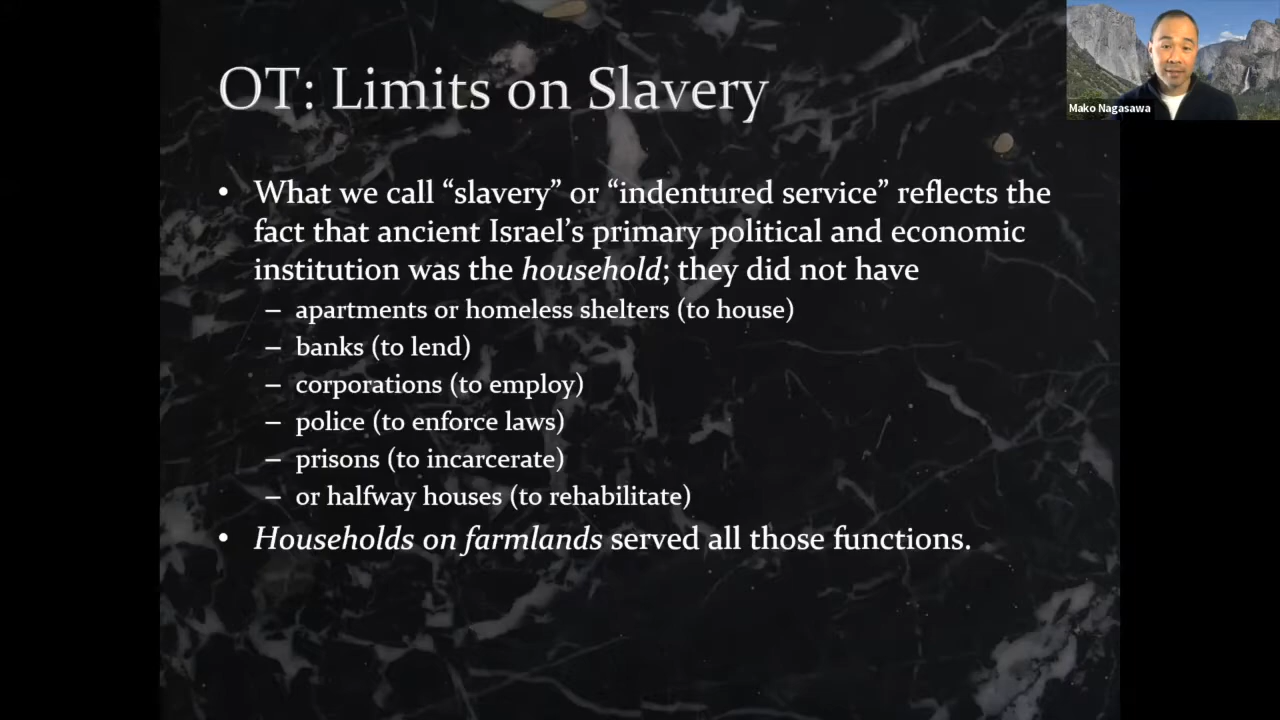 OT: Limits on Slavery
Mako Nagasawa
• What we call “slavery” or “indentured service” reflects the
fact that ancient Israel’s primary political and economic
institution was the household; they did not have
– apartments or homeless shelters (to house)
– banks (to lend)
– corporations (to employ)
– police (to enforce laws)
– prisons (to incarcerate)
– or halfway houses (to rehabilitate)
• Households on farmlands served all those functions.